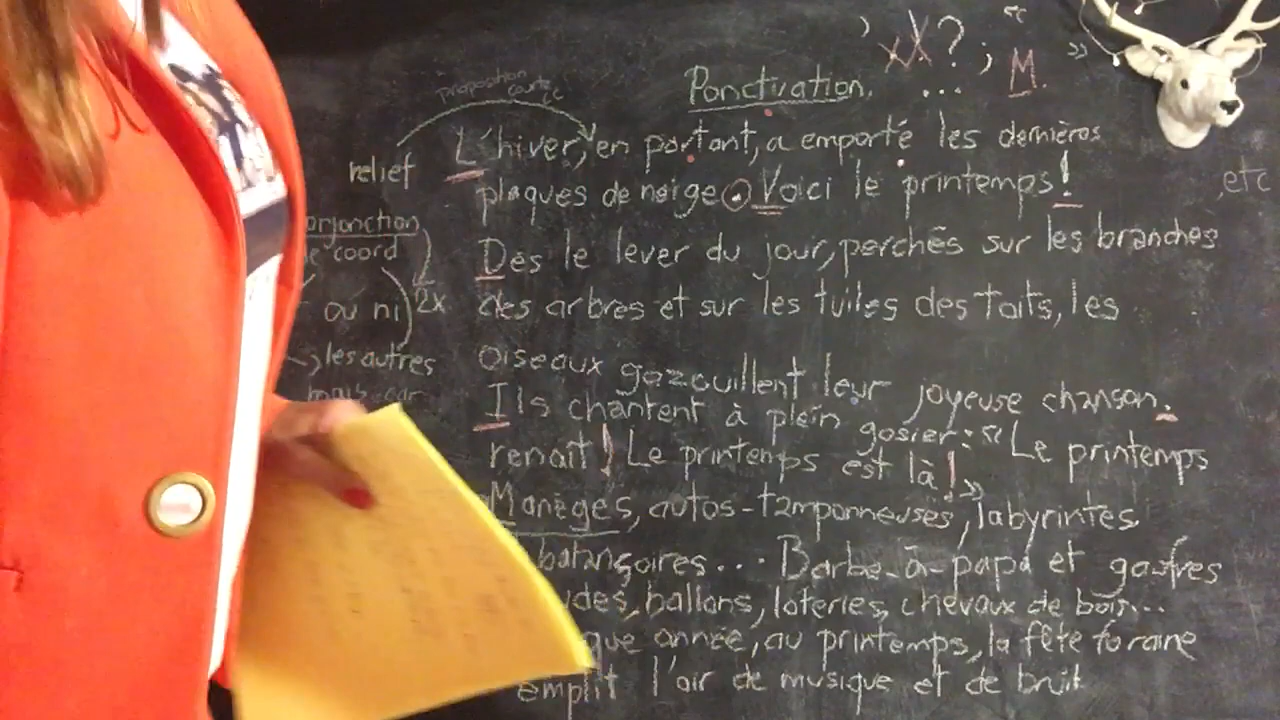 , xX ? ; ... M. " "
Ponctuation.
proposition
courte
relief
L'hiver, en partant, a emporté les dernières
plaques de neige. Voici le printemps!
, etc
conjonction
de coord
ou ni) 2x
les autres
mais car
Dès le lever du jour, perchés sur les branches
des arbres et sur les tuiles des toits, les
oiseaux gazouillent leur joyeuse chanson.
Ils chantent à plein gosier: "Le printemps
renait! Le printemps est là!"
Manèges, autos-tamponneuses, labyrintes
balançoires... Barbe-à-papa et gaufres
udes, ballons, loteries, chevaux de bois...
que année, au printemps, la fête foraine
emplit l'air de musique et de bruit